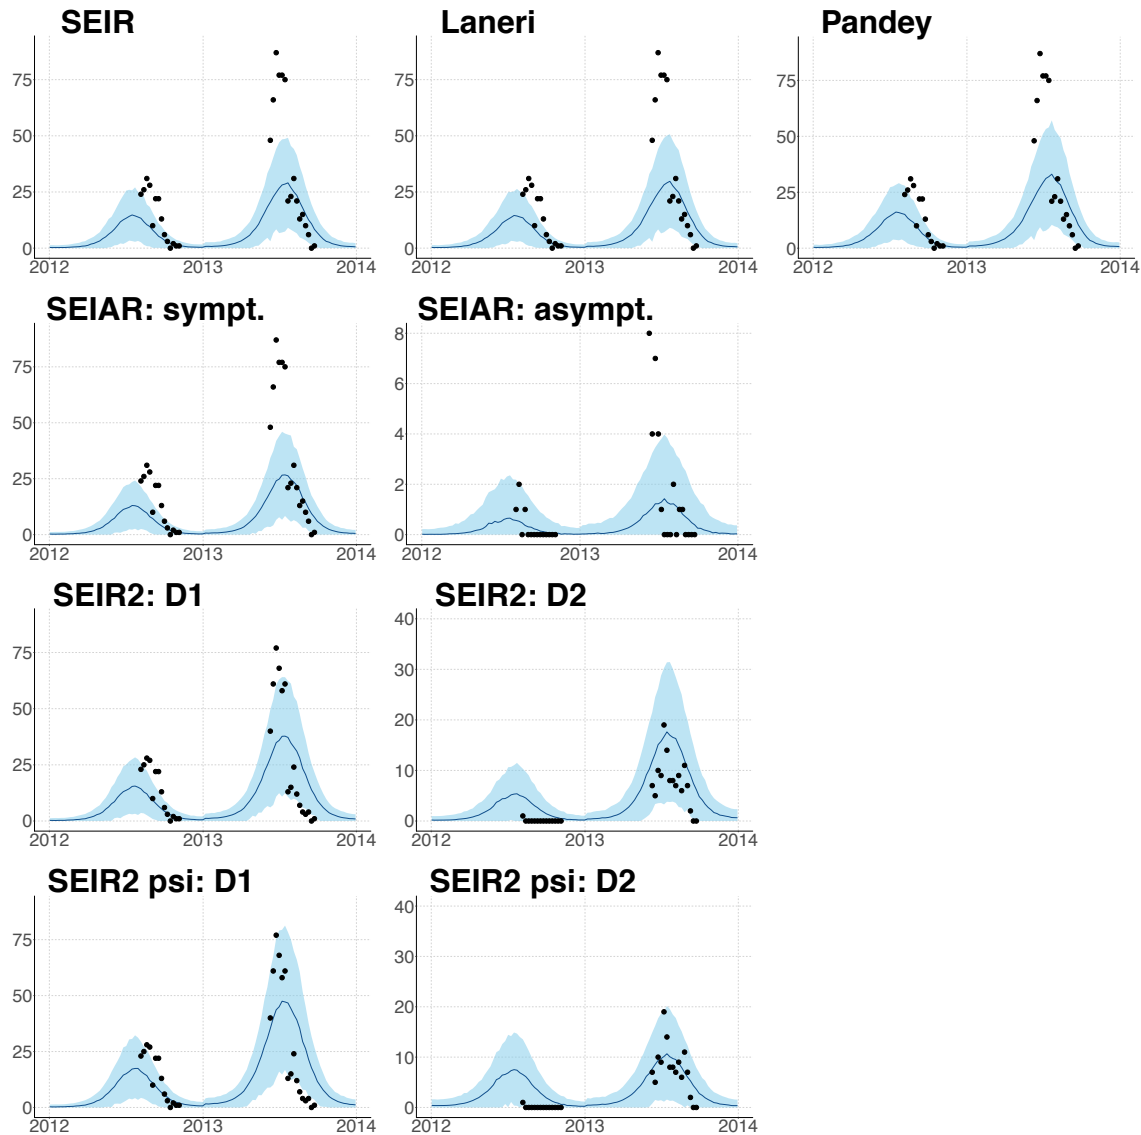 SEIR Laneri Pandey
75 75 75
50 50 50
25 25 25
0 0 0
2012 2013 2014 2012 2013 2014 2012 2013 2014
SEIAR: sympt. SEIAR: asympt.
75 8
50 6
25 4
0 2
0
2012 2013 2014 2012 2013 2014
SEIR2: D1 SEIR2: D2
75 40
50 30
25 20
0 10
0
2012 2013 2014 2012 2013 2014
SEIR2 psi: D1 SEIR2 psi: D2
75 40
50 30
25 20
0 10
0
2012 2013 2014 2012 2013 2014